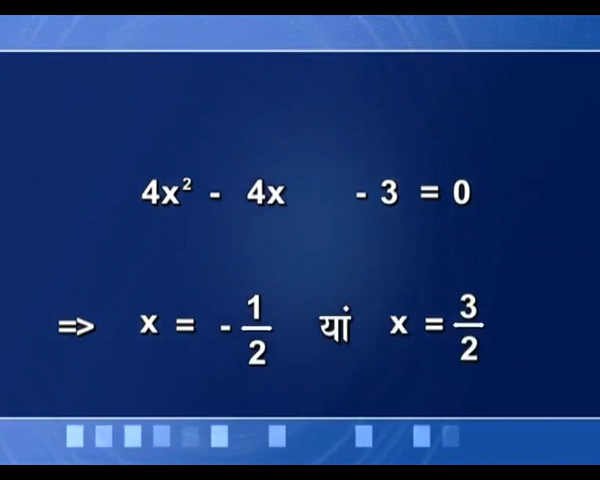 4x² - 4x - 3 = 0
=> x = - 1/2 यां x = 3/2